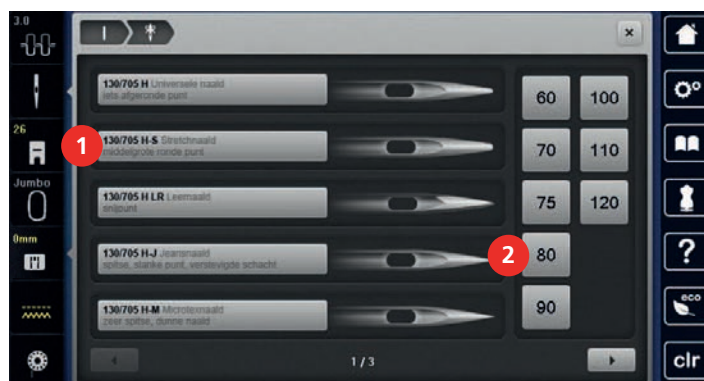 3.0
×
130/705 H Universele naald
iets afgeronde punt
60
100
26
1
130/705 H-S Stretchnaald
middelgrote ronde punt
70
110
Jumbo
130/705 H LR Leernaald
snijpunt
75
120
0mm
130/705 H-J Jeansnaald
spitse, slanke punt, verstevigde schacht
2
80
?
130/705 H-M Microtexnaald
zeer spitse, dunne naald
90
eco
1 / 3
clr